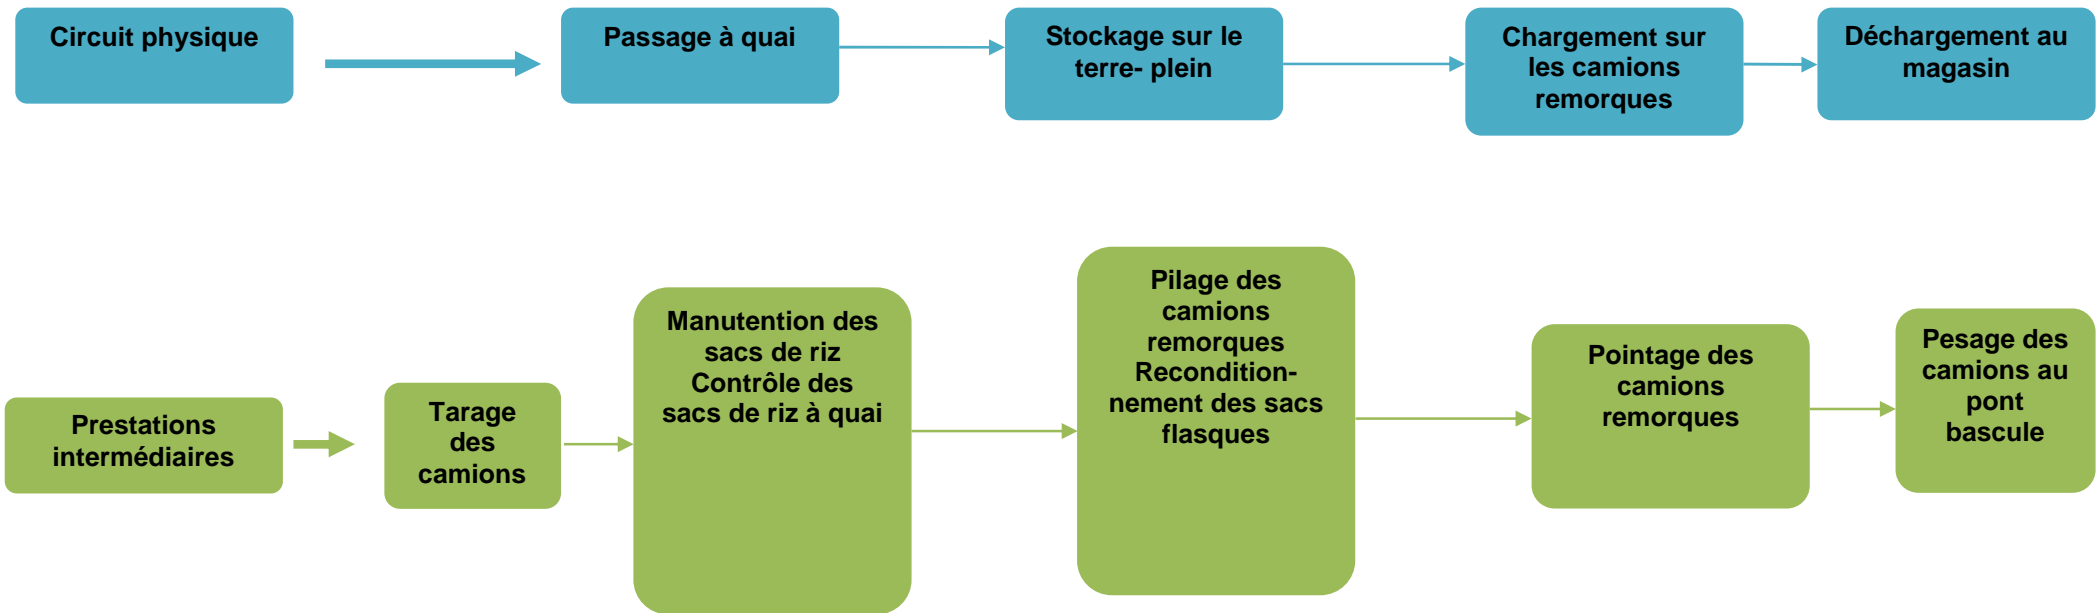 Circuit physique
Passage à quai
Stockage sur le
terre- plein
Chargement sur
les camions
remorques
Déchargement au
magasin
Prestations
intermédiaires
Tarage
des
camions
Manutention des
sacs de riz
Contrôle des
sacs de riz à quai
Pilage des
camions
remorques
Recondition-
nement des sacs
flasques
Pointage des
camions
remorques
Pesage des
camions au
pont
bascule